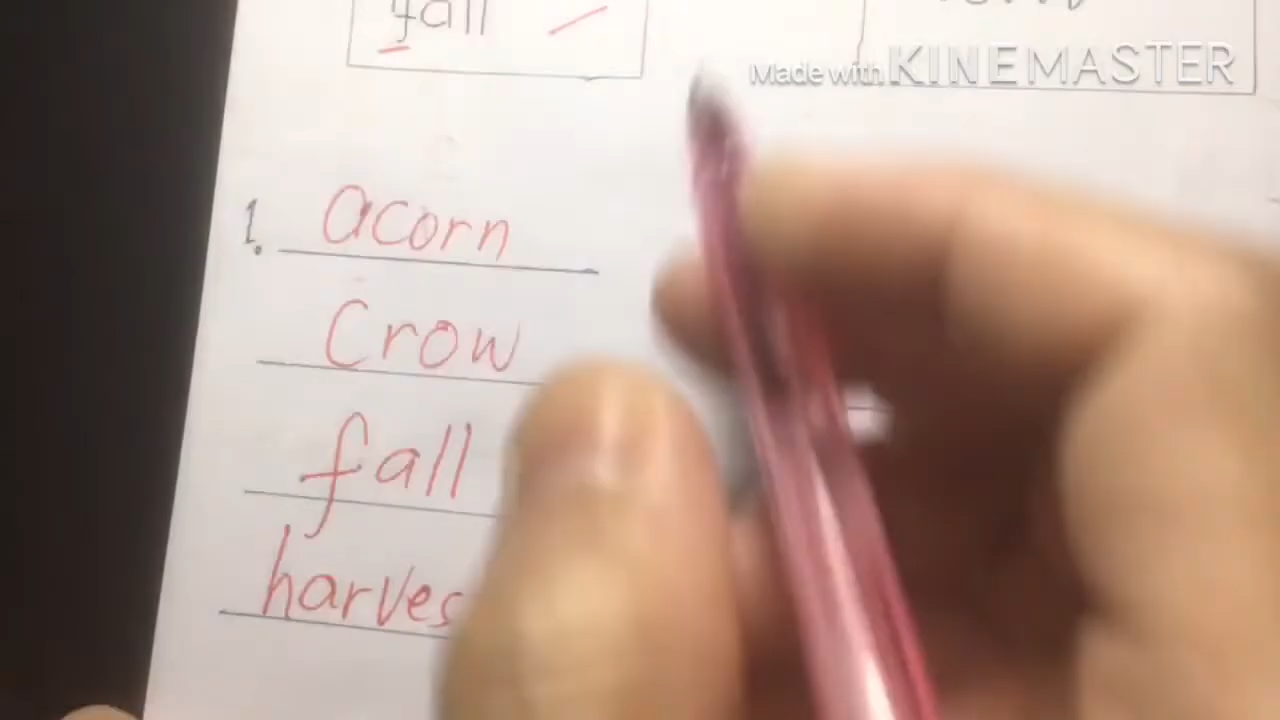 fall
Made with KINEMASTER
1. acorn
Crow
fall
harves